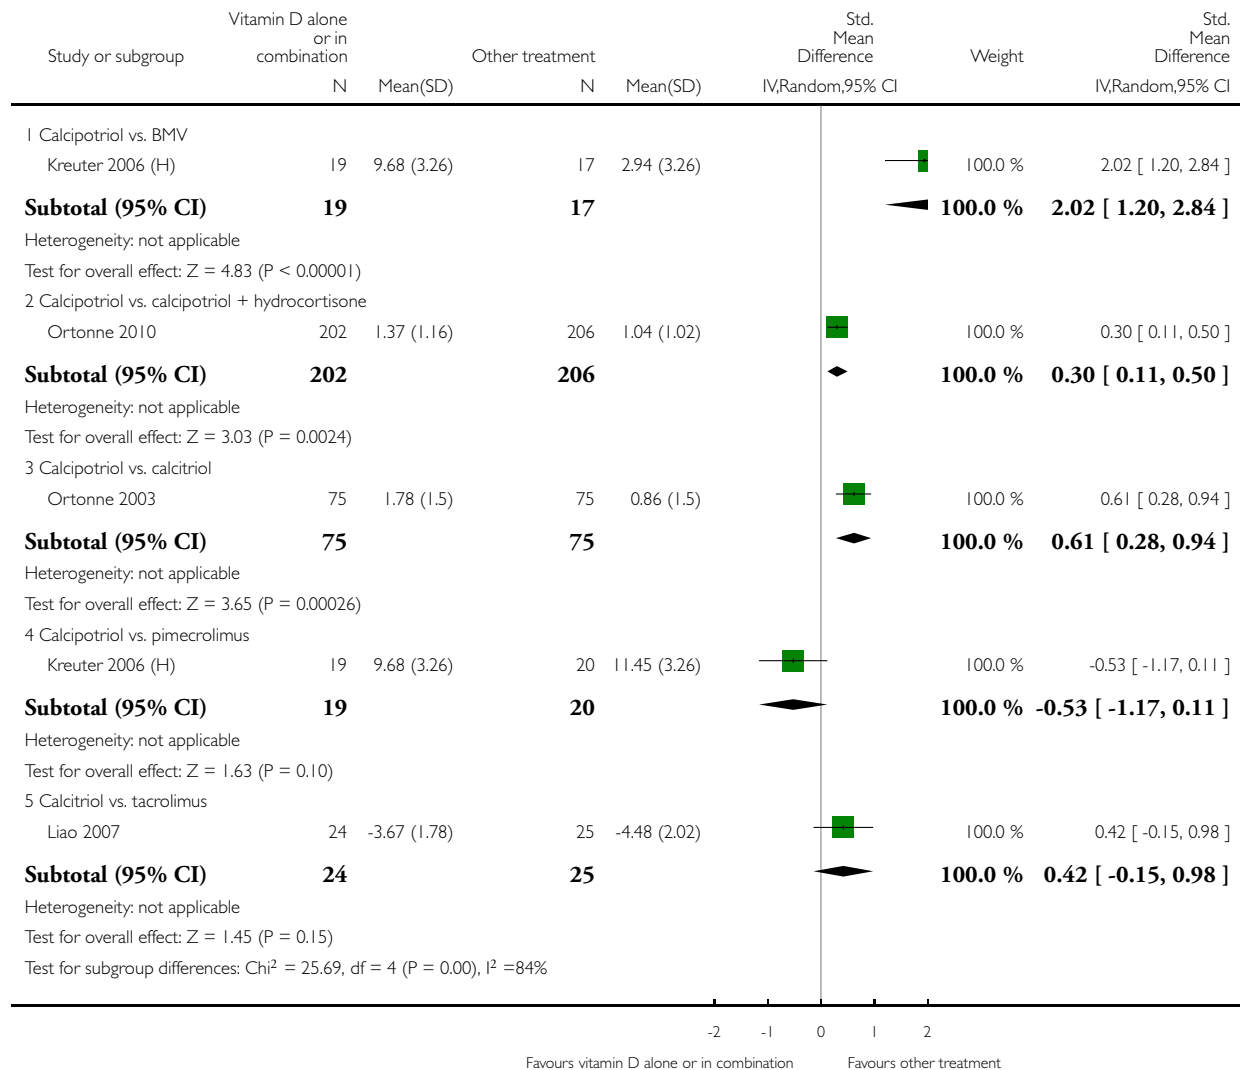 Vitamin D alone or in combination Other treatment Std. Mean Difference Weight Std. Mean Difference
Study or subgroup
N Mean(SD) N Mean(SD) IV,Random,95% CI IV,Random,95% CI
1 Calcipotriol vs. BMV
Kreuter 2006 (H) 19 9.68 (3.26) 17 2.94 (3.26) 100.0 % 2.02 [ 1.20, 2.84 ]
Subtotal (95% CI) 19 17 100.0 % 2.02 [ 1.20, 2.84 ]
Heterogeneity: not applicable
Test for overall effect: Z = 4.83 (P < 0.00001)
2 Calcipotriol vs. calcipotriol + hydrocortisone
Ortonne 2010 202 1.37 (1.16) 206 1.04 (1.02) 100.0 % 0.30 [ 0.11, 0.50 ]
Subtotal (95% CI) 202 206 100.0 % 0.30 [ 0.11, 0.50 ]
Heterogeneity: not applicable
Test for overall effect: Z = 3.03 (P = 0.0024)
3 Calcipotriol vs. calcitriol
Ortonne 2003 75 1.78 (1.5) 75 0.86 (1.5) 100.0 % 0.61 [ 0.28, 0.94 ]
Subtotal (95% CI) 75 75 100.0 % 0.61 [ 0.28, 0.94 ]
Heterogeneity: not applicable
Test for overall effect: Z = 3.65 (P = 0.00026)
4 Calcipotriol vs. pimecrolimus
Kreuter 2006 (H) 19 9.68 (3.26) 20 11.45 (3.26) 100.0 % -0.53 [ -1.17, 0.11 ]
Subtotal (95% CI) 19 20 100.0 % -0.53 [ -1.17, 0.11 ]
Heterogeneity: not applicable
Test for overall effect: Z = 1.63 (P = 0.10)
5 Calcitriol vs. tacrolimus
Liao 2007 24 -3.67 (1.78) 25 -4.48 (2.02) 100.0 % 0.42 [ -0.15, 0.98 ]
Subtotal (95% CI) 24 25 100.0 % 0.42 [ -0.15, 0.98 ]
Heterogeneity: not applicable
Test for overall effect: Z = 1.45 (P = 0.15)
Test for subgroup differences: Chi² = 25.69, df = 4 (P = 0.00), I² =84%
-2 -1 0 1 2
Favours vitamin D alone or in combination Favours other treatment